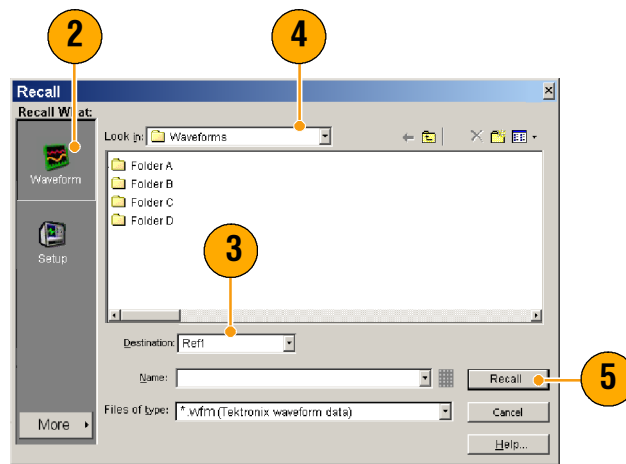 2
4
Recall
Recall What:
Look in: Waveforms
Waveform
Folder A
Folder B
Folder C
Folder D
Setup
3
Destination: Ref1
Name:
Recall
5
Files of type: *.wfm (Tektronix waveform data)
Cancel
More
Help...